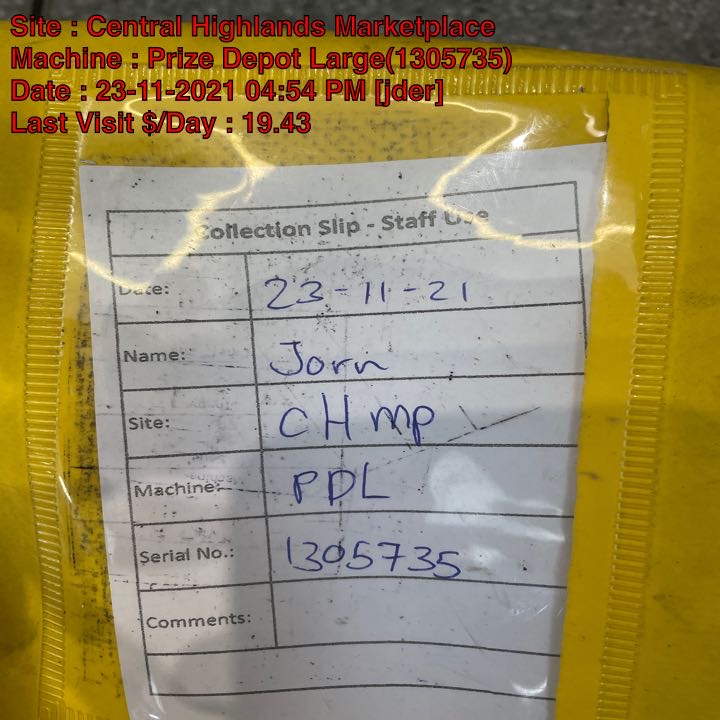 Site : Central Highlands Marketplace
Machine : Prize Depot Large(1305735)
Date : 23-11-2021 04:54 PM [jder]
Last Visit $/Day : 19.43
Collection Slip - Staff Use
Date: 23-11-21
Name: Jorn
Site: CHMP
Machine: PDL
Serial No.: 1305735
Comments: